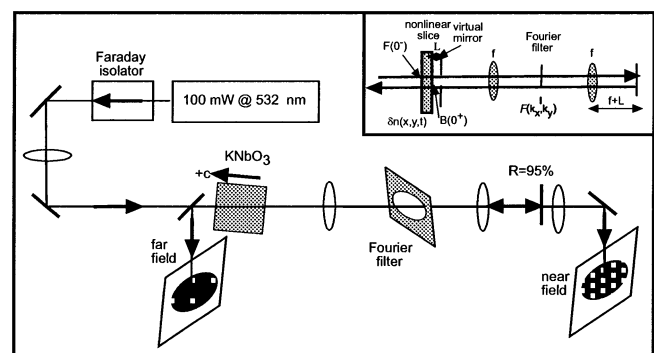 Faraday
isolator
100 mW @ 532 nm
nonlinear
slice
virtual
mirror
L
F(0⁻)
f
Fourier
filter
f
δn(x,y,t)
B(0⁺)
F(kₓ,k_y)
f+L
KNbO₃
+c
R=95%
far
field
Fourier
filter
near
field